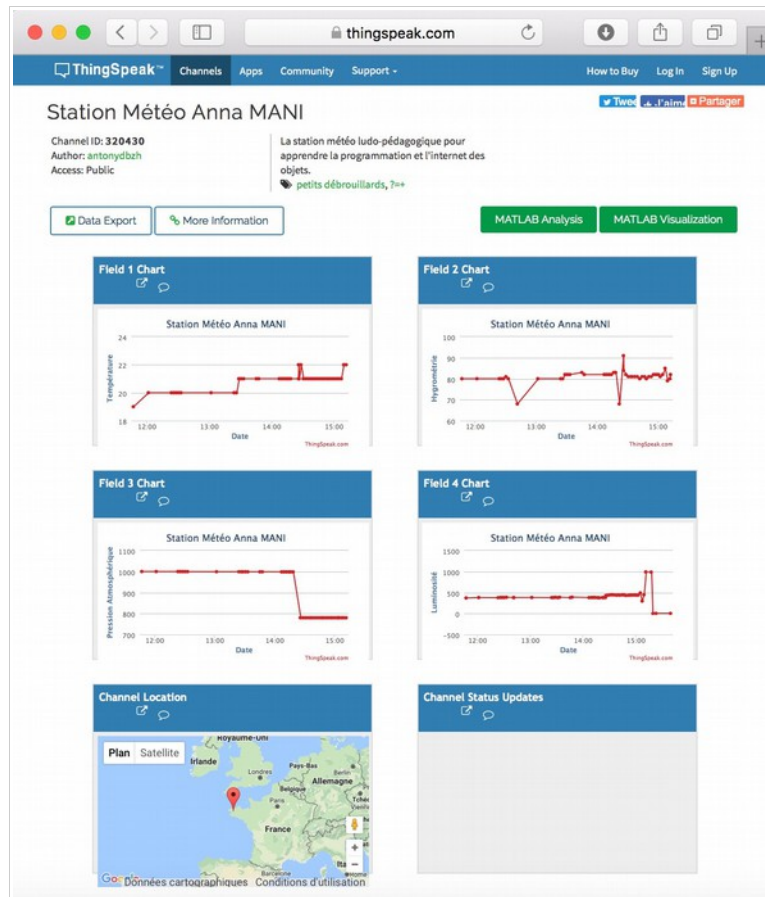 thingspeak.com
ThingSpeak™ Channels Apps Community Support How to Buy Log In Sign Up
Station Météo Anna MANI
Twee J'aime Partager
Channel ID: 320430
Author: antonydbzh
Access: Public
La station météo ludo-pédagogique pour
apprendre la programmation et l'internet des
objets.
petits débrouillards, ?=+
Data Export More Information MATLAB Analysis MATLAB Visualization
Field 1 Chart
Station Météo Anna MANI
Température
24
22
20
18
12:00 13:00 14:00 15:00
Date
ThingSpeak.com
Field 2 Chart
Station Météo Anna MANI
Hygrométrie
100
90
80
70
60
12:00 13:00 14:00 15:00
Date
ThingSpeak.com
Field 3 Chart
Station Météo Anna MANI
Pression Atmosphérique
1100
1000
900
800
700
12:00 13:00 14:00 15:00
Date
ThingSpeak.com
Field 4 Chart
Station Météo Anna MANI
Luminosité
1500
1000
500
0
-500
12:00 13:00 14:00 15:00
Date
ThingSpeak.com
Channel Location
Plan Satellite
Royaume-Uni
Irlande
Londres
Pays-Bas
Berlin
Allemagne
Belgique
Paris
France
Barcelone
Données cartographiques Conditions d'utilisation
Channel Status Updates